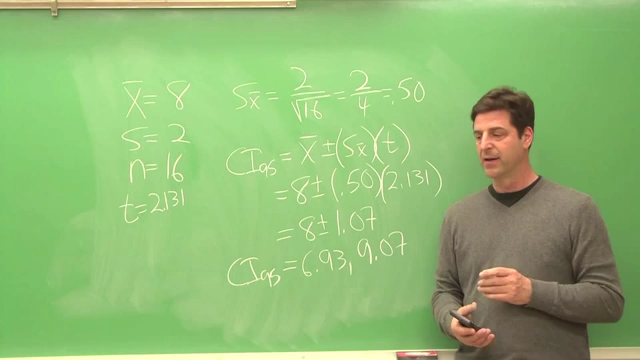 X̄ = 8
s = 2
n = 16
t = 2.131
Sx̄ = 2/√16 = 2/4 = .50
CI95 = X̄ ± (Sx̄)(t)
= 8 ± (.50)(2.131)
= 8 ± 1.07
CI95 = 6.93, 9.07